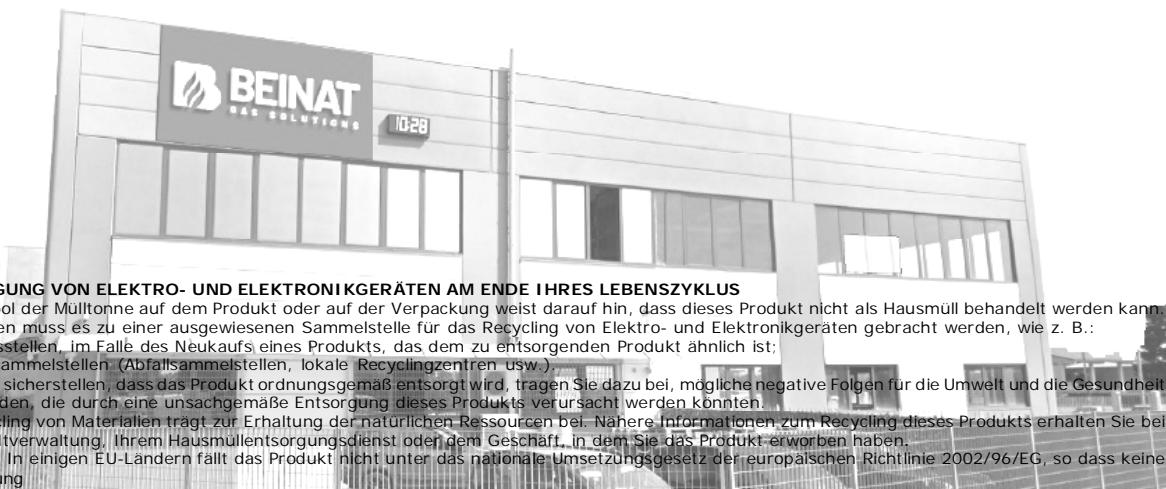 BEINAT
GAS SOLUTIONS
10:28
GUNG VON ELEKTRO- UND ELEKTRONIKGERÄTEN AM ENDE IHRES LEBENSZYKLUS
ol der Mülltonne auf dem Produkt oder auf der Verpackung weist darauf hin, dass dieses Produkt nicht als Hausmüll behandelt werden kann.
en muss es zu einer ausgewiesenen Sammelstelle für das Recycling von Elektro- und Elektronikgeräten gebracht werden, wie z. B.:
sstellen, im Falle des Neukaufs eines Produkts, das dem zu entsorgenden Produkt ähnlich ist;
ammelstellen (Abfallsammelstellen, lokale Recyclingzentren usw.).
sicherstellen, dass das Produkt ordnungsgemäß entsorgt wird, tragen Sie dazu bei, mögliche negative Folgen für die Umwelt und die Gesundheit
den, die durch eine unsachgemäße Entsorgung dieses Produkts verursacht werden könnten.
cling von Materialien trägt zur Erhaltung der natürlichen Ressourcen bei. Nähere Informationen zum Recycling dieses Produkts erhalten Sie bei
ltverwaltung, Ihrem Hausmüllentsorgungsdienst oder dem Geschäft, in dem Sie das Produkt erworben haben.
In einigen EU-Ländern fällt das Produkt nicht unter das nationale Umsetzungsgesetz der europäischen Richtlinie 2002/96/EG, so dass keine
ung